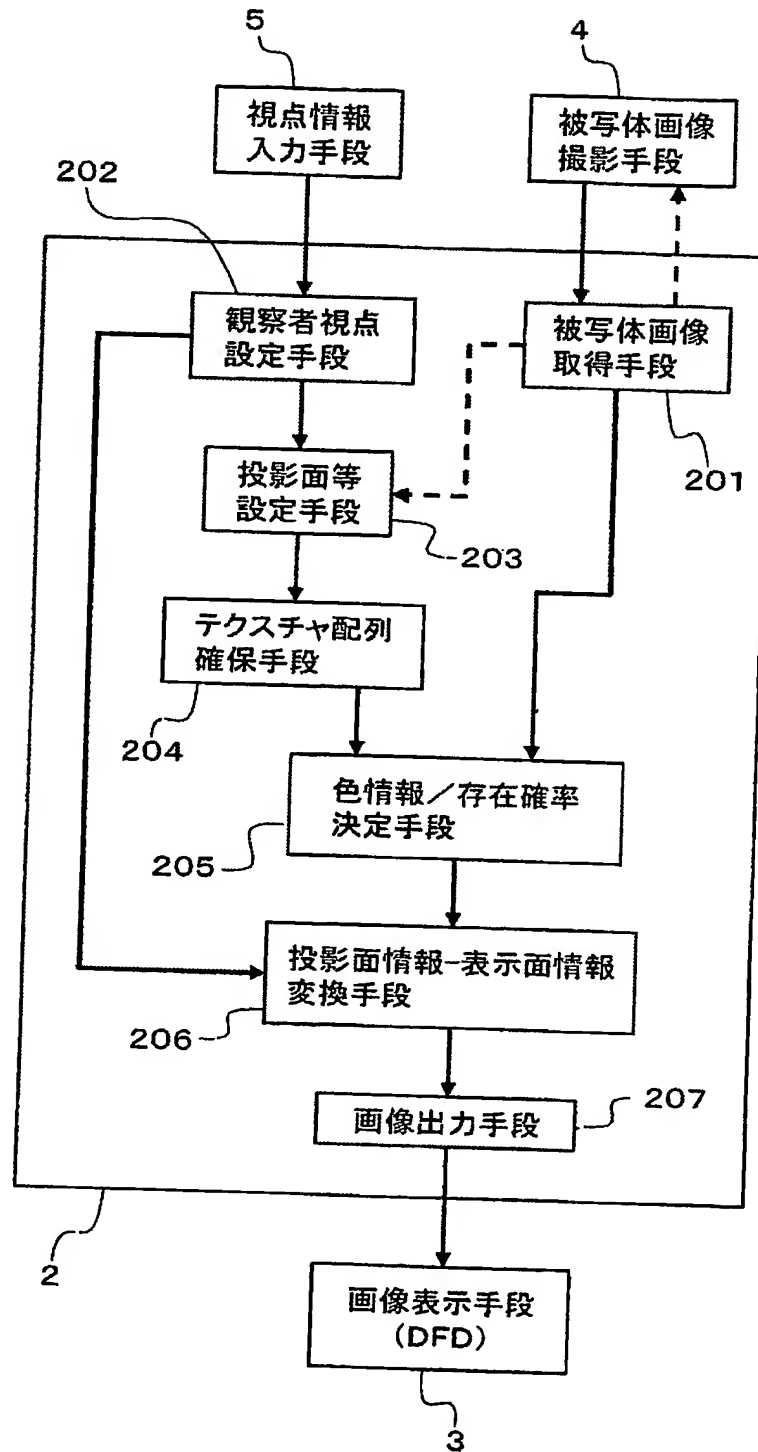 5
4
視点情報
入力手段
被写体画像
撮影手段
202
観察者視点
設定手段
被写体画像
取得手段
201
投影面等
設定手段
203
テクスチャ配列
確保手段
204
色情報/存在確率
決定手段
205
投影面情報-表示面情報
変換手段
206
207
画像出力手段
2
画像表示手段
(DFD)
3